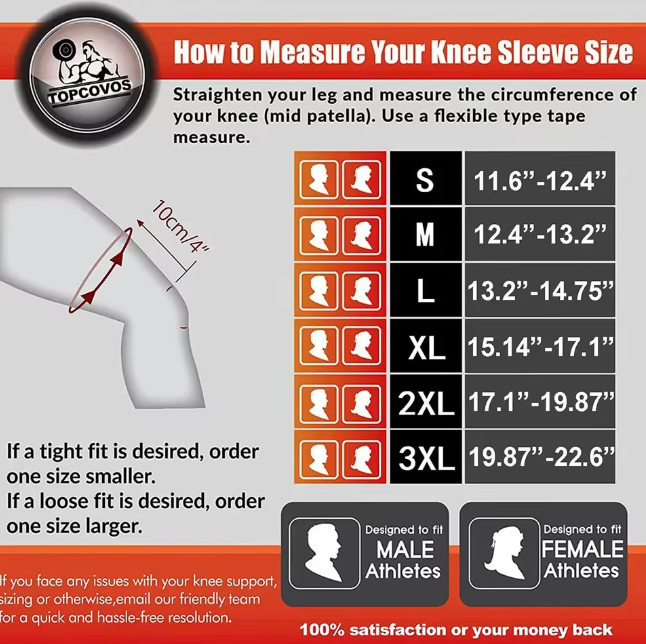 How to Measure Your Knee Sleeve Size
TOPCOVOS
Straighten your leg and measure the circumference of
your knee (mid patella). Use a flexible type tape
measure.
10cm/4"
S 11.6”-12.4”
M 12.4”-13.2”
L 13.2”-14.75”
XL 15.14”-17.1”
2XL 17.1”-19.87”
3XL 19.87”-22.6”
If a tight fit is desired, order
one size smaller.
If a loose fit is desired, order
one size larger.
Designed to fit
MALE
Athletes
Designed to fit
FEMALE
Athletes
If you face any issues with your knee support,
sizing or otherwise,email our friendly team
for a quick and hassle-free resolution.
100% satisfaction or your money back